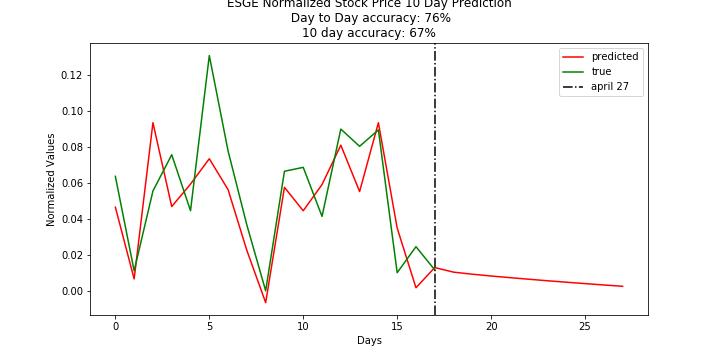 ESGE Normalized Stock Price 10 Day Prediction
Day to Day accuracy: 76%
10 day accuracy: 67%
predicted
true
april 27
Normalized Values
0.12
0.10
0.08
0.06
0.04
0.02
0.00
0 5 10 15 20 25
Days